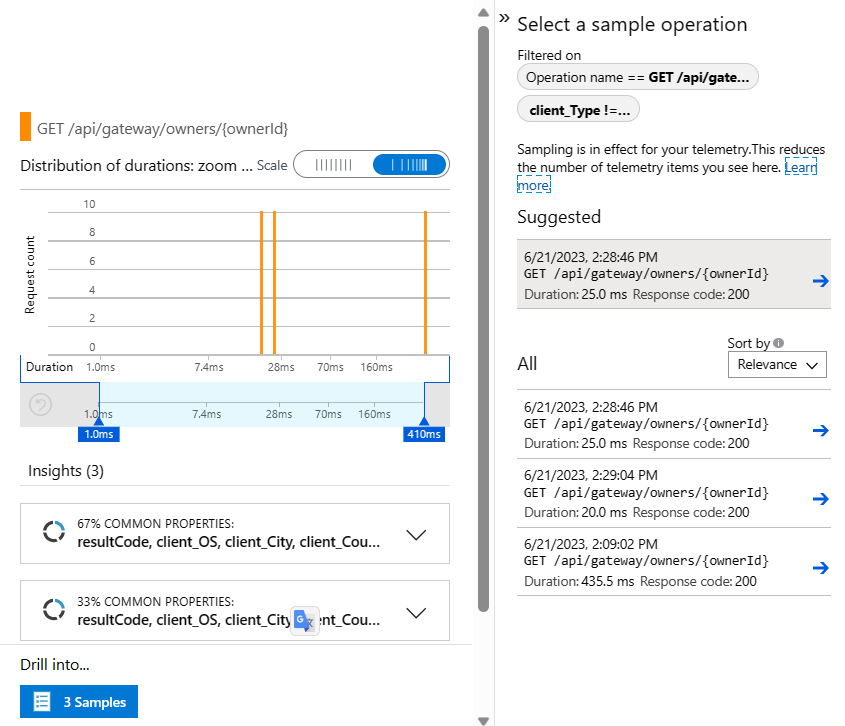 GET /api/gateway/owners/{ownerId}
Distribution of durations: zoom ... Scale
Request count
10
8
6
4
2
0
Duration 1.0ms 7.4ms 28ms 70ms 160ms
1.0ms 7.4ms 28ms 70ms 160ms
1.0ms 410ms
Insights (3)
67% COMMON PROPERTIES:
resultCode, client_OS, client_City, client_Cou...
33% COMMON PROPERTIES:
resultCode, client_OS, client_City, ent_Cou...
Drill into...
3 Samples
» Select a sample operation
Filtered on
Operation name == GET /api/gate...
client_Type !=...
Sampling is in effect for your telemetry.This reduces
the number of telemetry items you see here. Learn
more.
Suggested
6/21/2023, 2:28:46 PM
GET /api/gateway/owners/{ownerId}
Duration: 25.0 ms Response code: 200
Sort by
All
Relevance
6/21/2023, 2:28:46 PM
GET /api/gateway/owners/{ownerId}
Duration: 25.0 ms Response code: 200
6/21/2023, 2:29:04 PM
GET /api/gateway/owners/{ownerId}
Duration: 20.0 ms Response code: 200
6/21/2023, 2:09:02 PM
GET /api/gateway/owners/{ownerId}
Duration: 435.5 ms Response code: 200